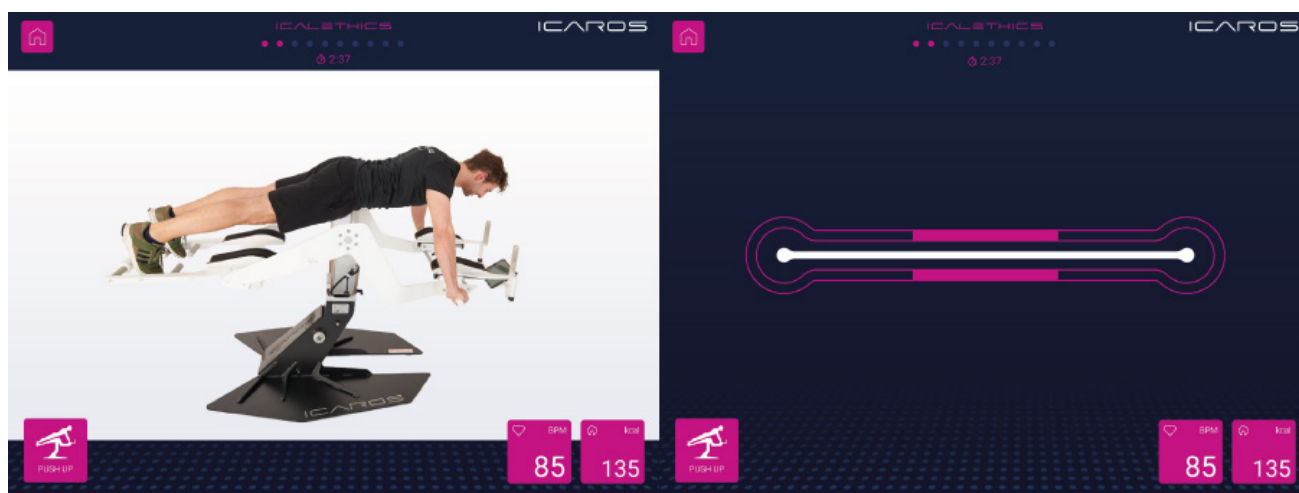 ICALETHICS
ICAROS
2:37
ICAROS
PUSH UP
BPM
85
kcal
135
ICALETHICS
ICAROS
2:37
PUSH UP
BPM
85
kcal
135